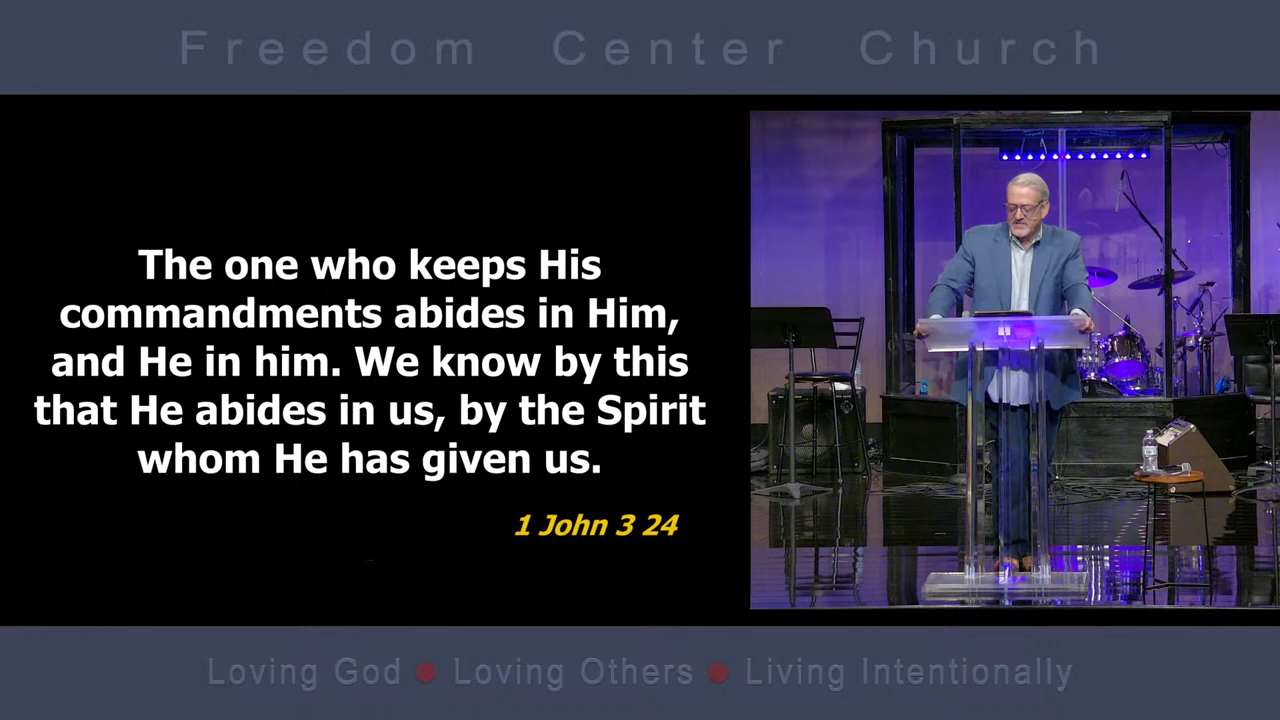 Freedom Center Church
The one who keeps His
commandments abides in Him,
and He in him. We know by this
that He abides in us, by the Spirit
whom He has given us.
1 John 3 24
Loving God ● Loving Others ● Living Intentionally